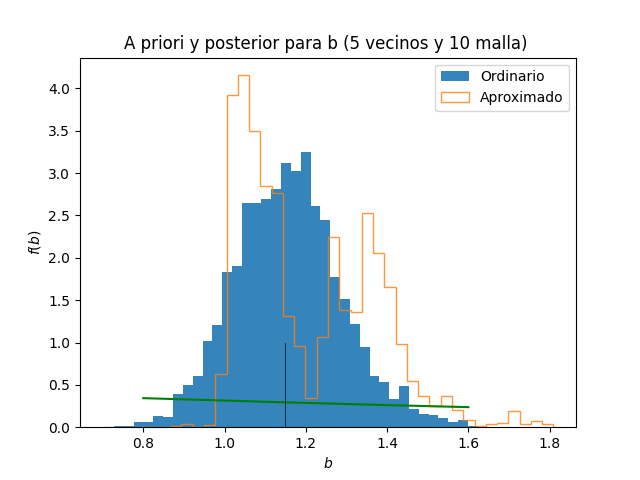 A priori y posterior para b (5 vecinos y 10 malla)
Ordinario
Aproximado
4.0
3.5
3.0
2.5
2.0
1.5
1.0
0.5
0.0
f(b)
0.8 1.0 1.2 1.4 1.6 1.8
b